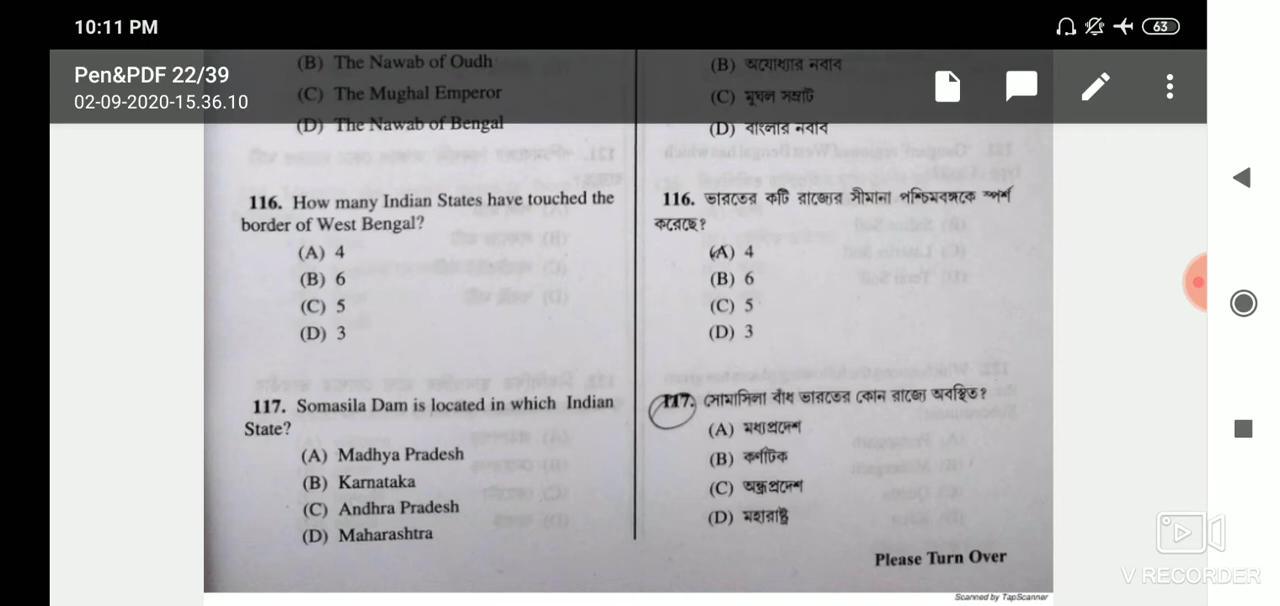 10:11 PM
63
Pen&PDF 22/39
02-09-2020-15.36.10
(B) The Nawab of Oudh
(C) The Mughal Emperor
(D) The Nawab of Bengal
116. How many Indian States have touched the
border of West Bengal?
(A) 4
(B) 6
(C) 5
(D) 3
117. Somasila Dam is located in which Indian
State?
(A) Madhya Pradesh
(B) Karnataka
(C) Andhra Pradesh
(D) Maharashtra
(B) অযোধ্যার নবাব
(C) মুঘল সম্রাট
(D) বাংলার নবাব
116. ভারতের কটি রাজ্যের সীমানা পশ্চিমবঙ্গকে স্পর্শ
করেছে?
(A) 4
(B) 6
(C) 5
(D) 3
117. সোমাসিলা বাঁধ ভারতের কোন রাজ্যে অবস্থিত?
(A) মধ্যপ্রদেশ
(B) কর্ণাটক
(C) অন্ধ্রপ্রদেশ
(D) মহারাষ্ট্র
Please Turn Over
Scanned by TapScanner
V RECORDER